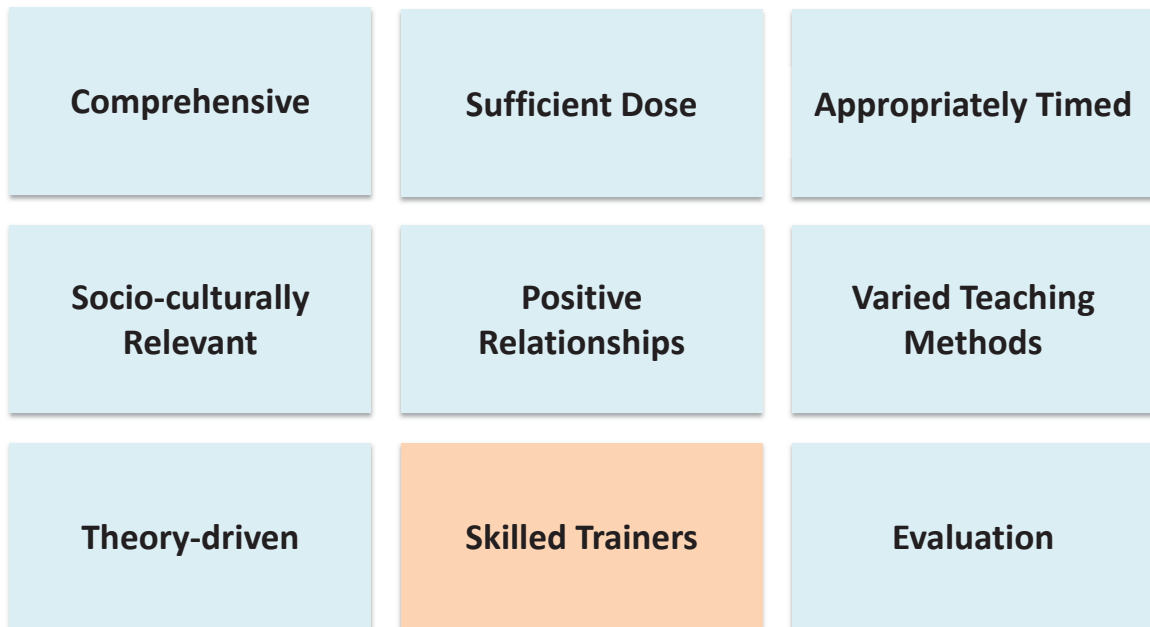 Comprehensive
Sufficient Dose
Appropriately Timed
Socio-culturally
Relevant
Positive
Relationships
Varied Teaching
Methods
Theory-driven
Skilled Trainers
Evaluation